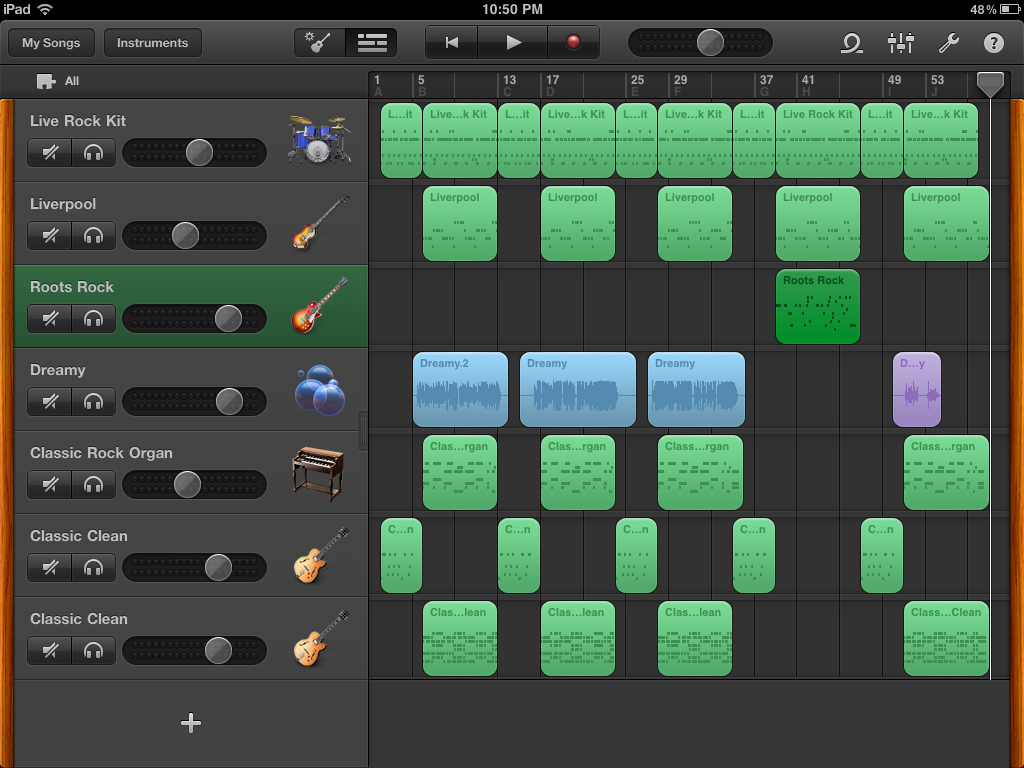 iPad 10:50 PM 48%
My Songs Instruments ?
All 1 5 13 17 25 29 37 41 49 53
A B C D E F G H I J
Live Rock Kit L...it Live...k Kit L...it Live...k Kit L...it Live...k Kit L...it Live Rock Kit L...it Live...k Kit
Liverpool Liverpool Liverpool Liverpool Liverpool Liverpool
Roots Rock Roots Rock
Dreamy Dreamy.2 Dreamy Dreamy D...y
Classic Rock Organ Clas...rgan Clas...rgan Class...rgan Class...rgan
Classic Clean C...n C...n C...n C...n C...n
Classic Clean Clas...lean Clas...lean Clas...lean Class...Clean
+